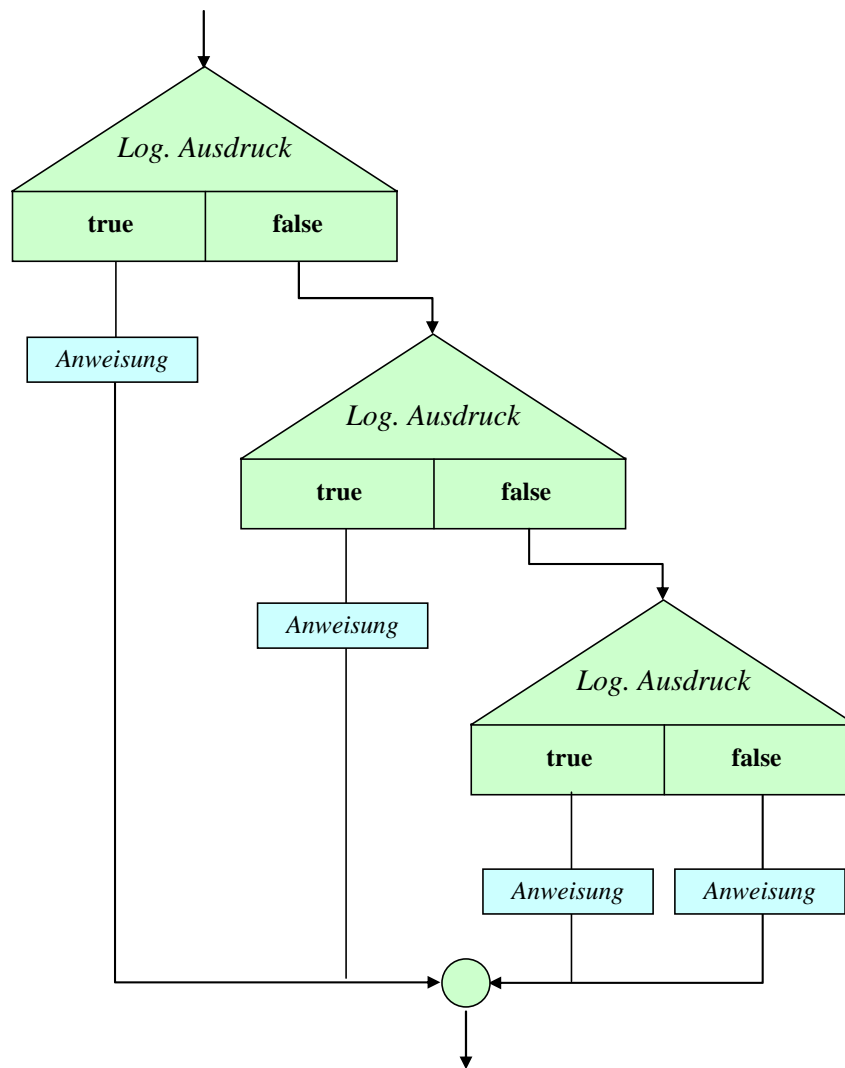 Log. Ausdruck
true false
Anweisung
Log. Ausdruck
true false
Anweisung
Log. Ausdruck
true false
Anweisung Anweisung